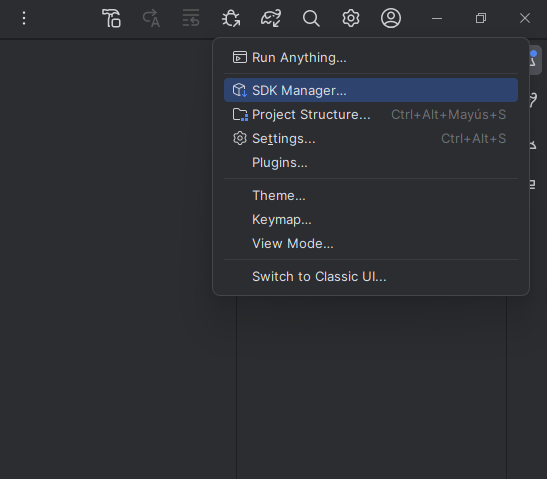 Run Anything...
SDK Manager...
Project Structure... Ctrl+Alt+Mayús+S
Settings... Ctrl+Alt+S
Plugins...
Theme...
Keymap...
View Mode...
Switch to Classic UI...